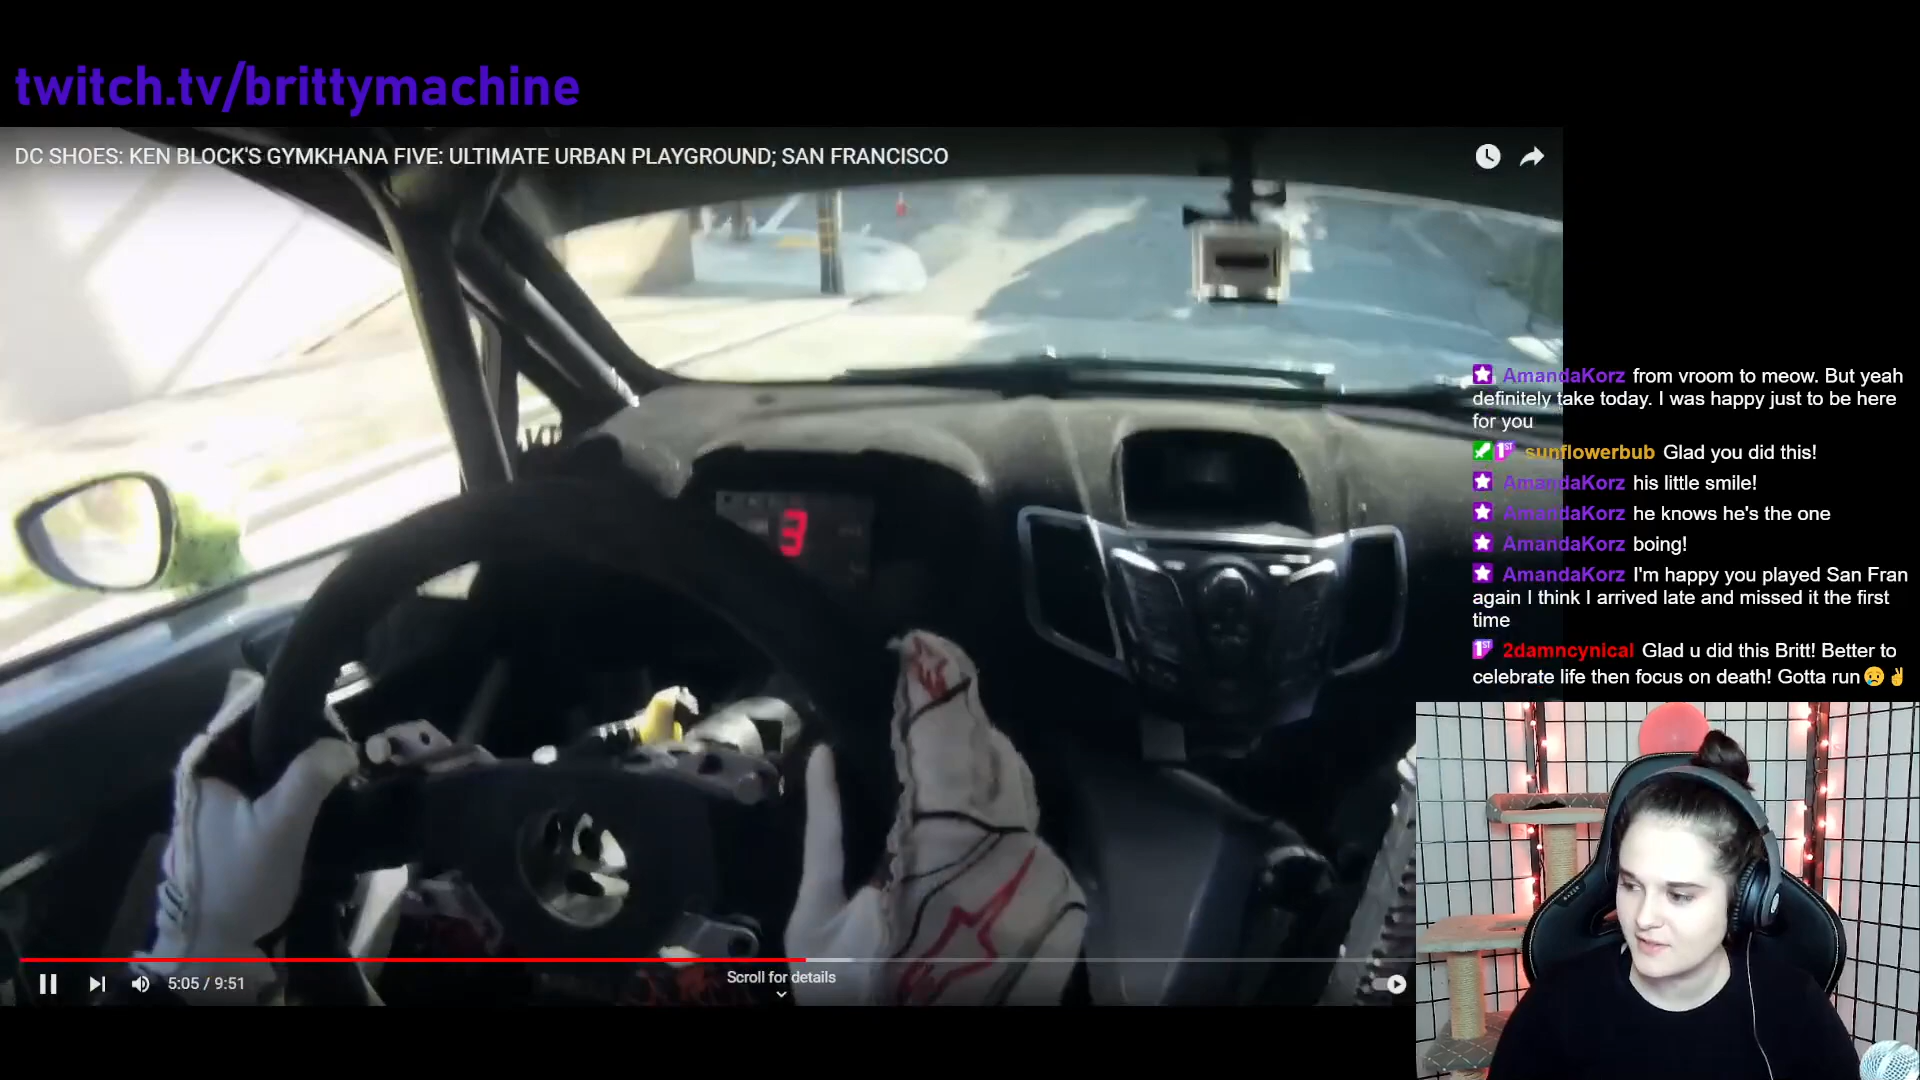 twitch.tv/brittymachine
DC SHOES: KEN BLOCK'S GYMKHANA FIVE: ULTIMATE URBAN PLAYGROUND; SAN FRANCISCO
3
AmandaKorz from vroom to meow. But yeah
definitely take today. I was happy just to be here
for you
1ST sunflowerbub Glad you did this!
AmandaKorz his little smile!
AmandaKorz he knows he's the one
AmandaKorz boing!
AmandaKorz I'm happy you played San Fran
again I think I arrived late and missed it the first
time
1ST 2damncynical Glad u did this Britt! Better to
celebrate life then focus on death! Gotta run😥✌
5:05 / 9:51
Scroll for details
RAZER